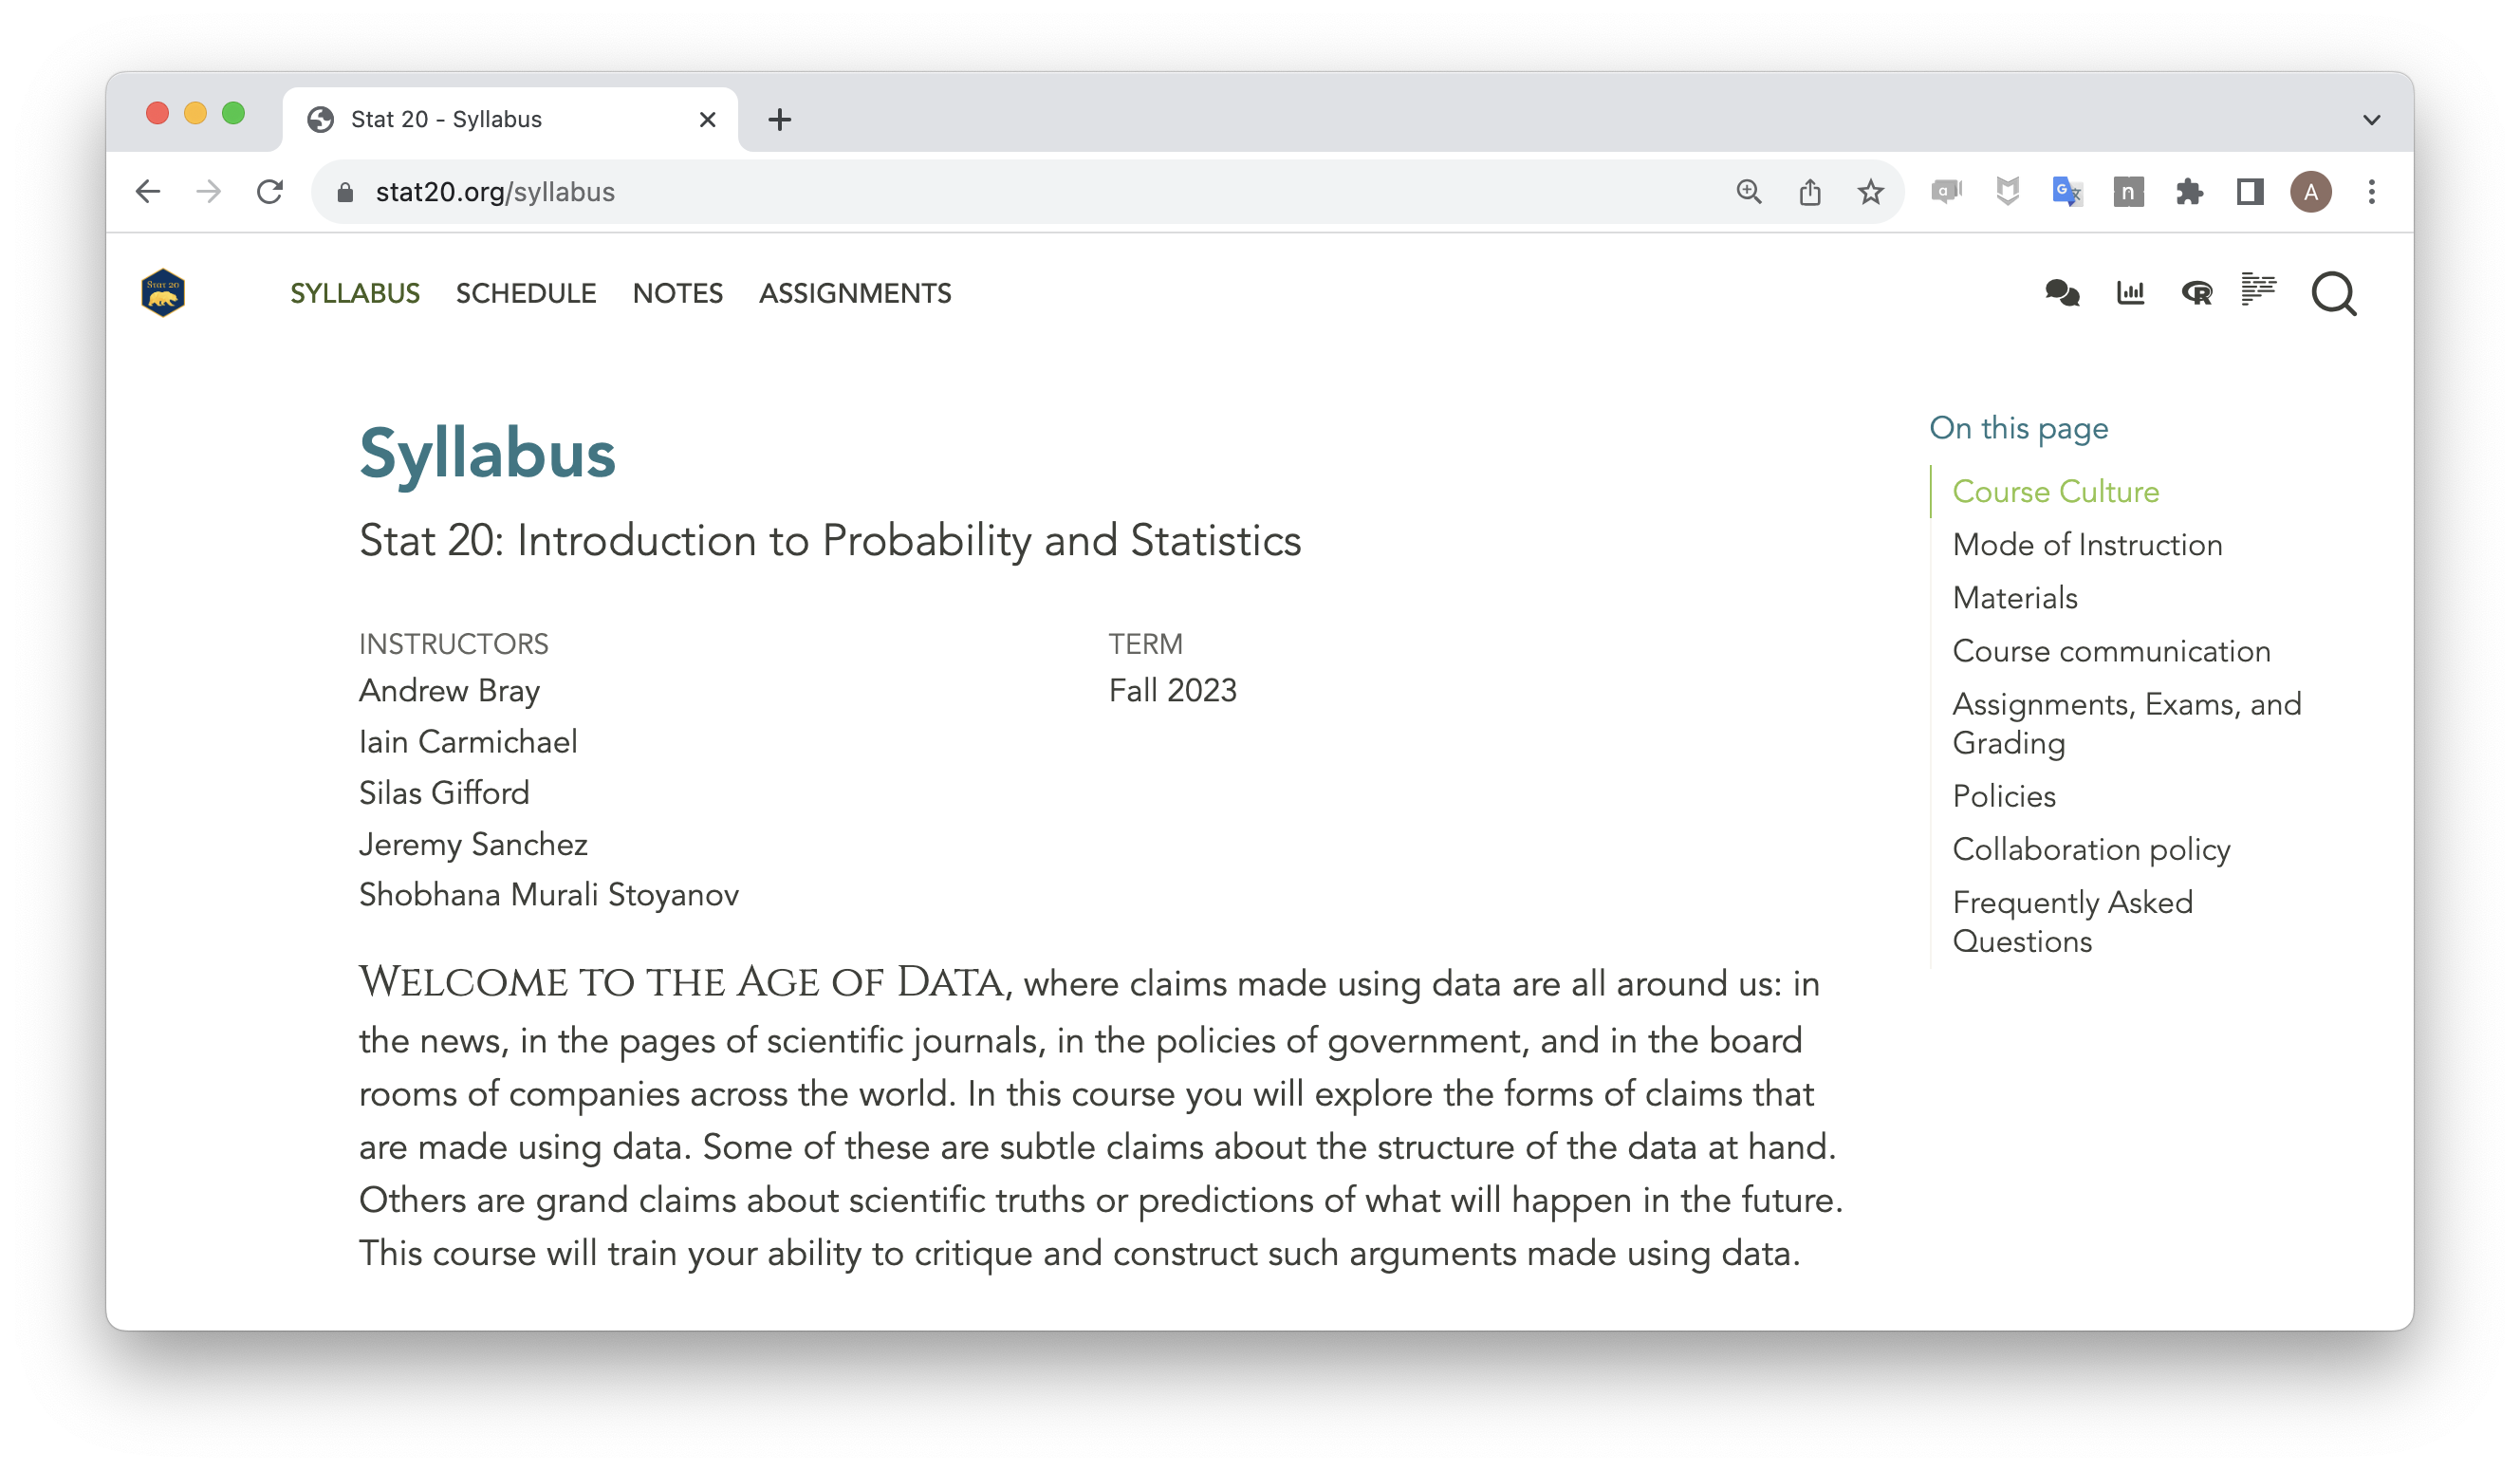 Stat 20 - Syllabus
stat20.org/syllabus
A
Stat 20
SYLLABUS SCHEDULE NOTES ASSIGNMENTS
Syllabus
Stat 20: Introduction to Probability and Statistics
INSTRUCTORS
Andrew Bray
Iain Carmichael
Silas Gifford
Jeremy Sanchez
Shobhana Murali Stoyanov
TERM
Fall 2023
Welcome to the Age of Data, where claims made using data are all around us: in
the news, in the pages of scientific journals, in the policies of government, and in the board
rooms of companies across the world. In this course you will explore the forms of claims that
are made using data. Some of these are subtle claims about the structure of the data at hand.
Others are grand claims about scientific truths or predictions of what will happen in the future.
This course will train your ability to critique and construct such arguments made using data.
On this page
Course Culture
Mode of Instruction
Materials
Course communication
Assignments, Exams, and
Grading
Policies
Collaboration policy
Frequently Asked
Questions